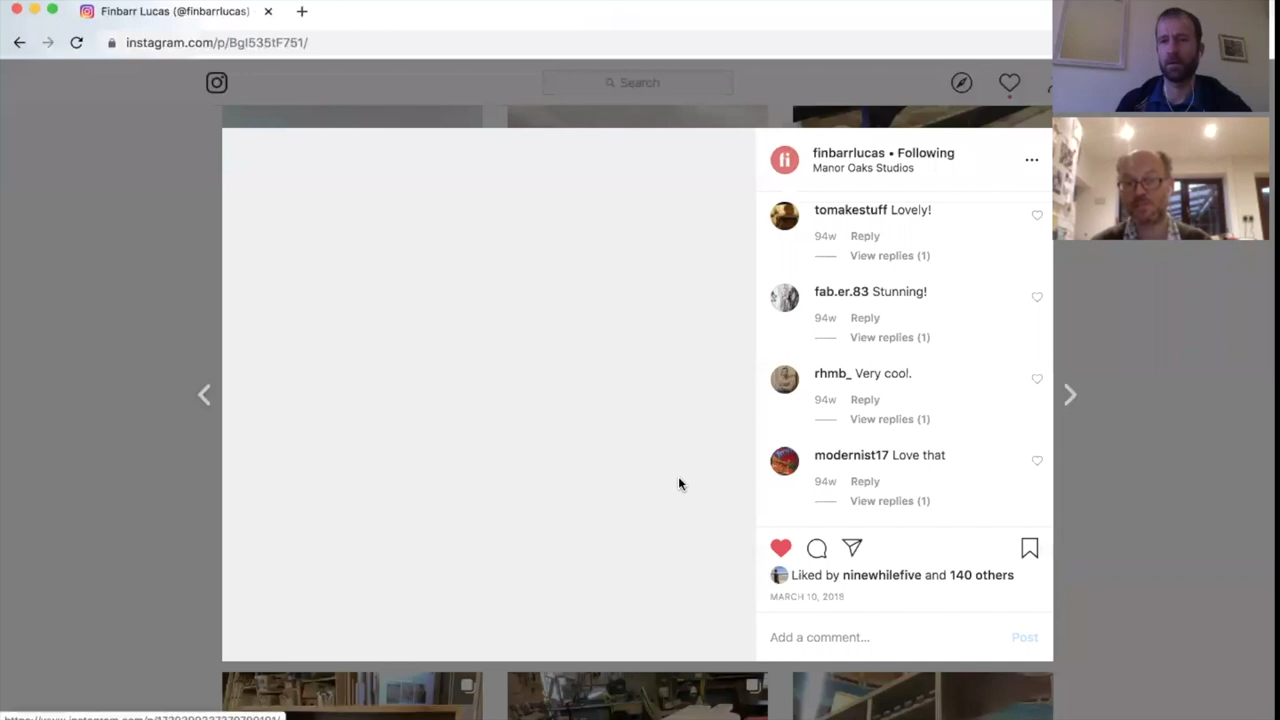 Finbarr Lucas (@finbarrlucas)
instagram.com/p/BgI535tF751/
Search
fi
finbarrlucas • Following
Manor Oaks Studios
tomakestuff Lovely!
94w Reply
View replies (1)
fab.er.83 Stunning!
94w Reply
View replies (1)
rhmb_ Very cool.
94w Reply
View replies (1)
modernist17 Love that
94w Reply
View replies (1)
Liked by ninewhilefive and 140 others
MARCH 10, 2018
Add a comment...
Post